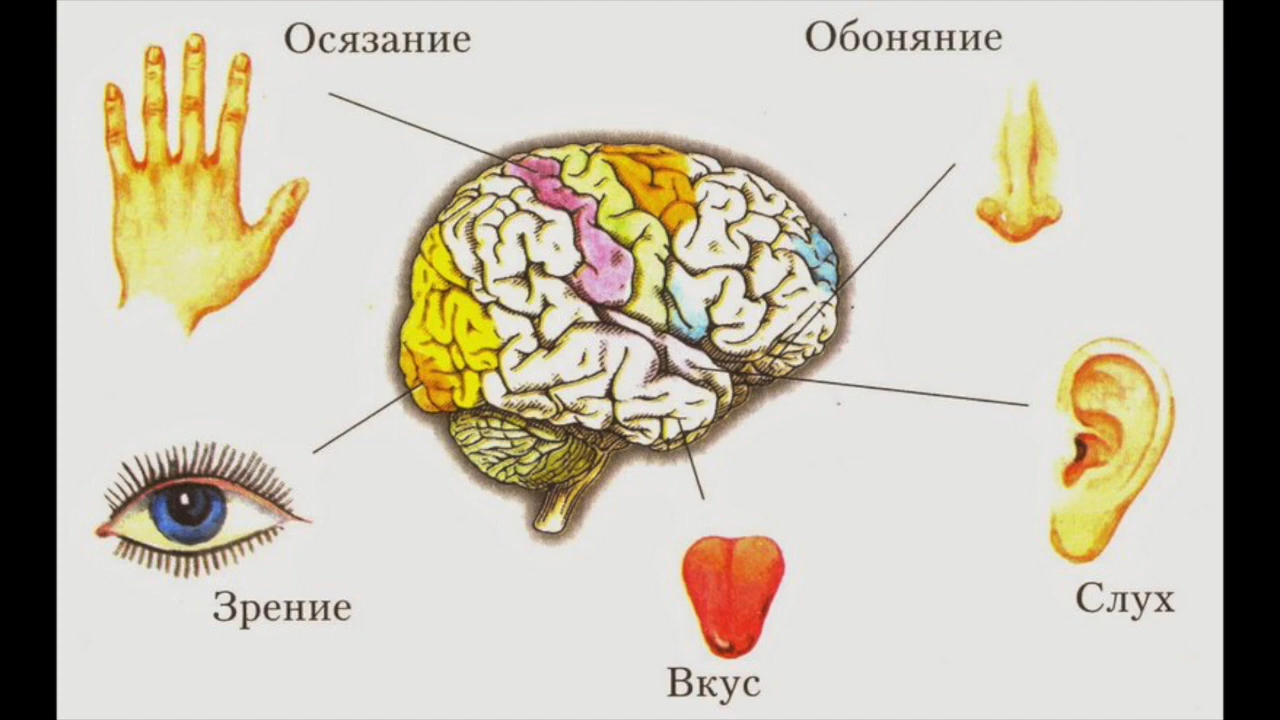 Осязание
Обоняние
Зрение
Слух
Вкус